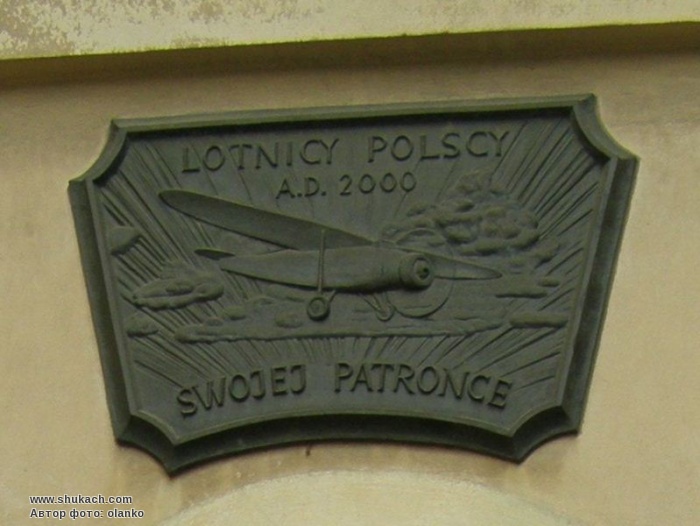 LOTNICY POLSCY
A.D. 2000
SWOJEJ PATRONCE
www.shukach.com
Автор фото: olanko